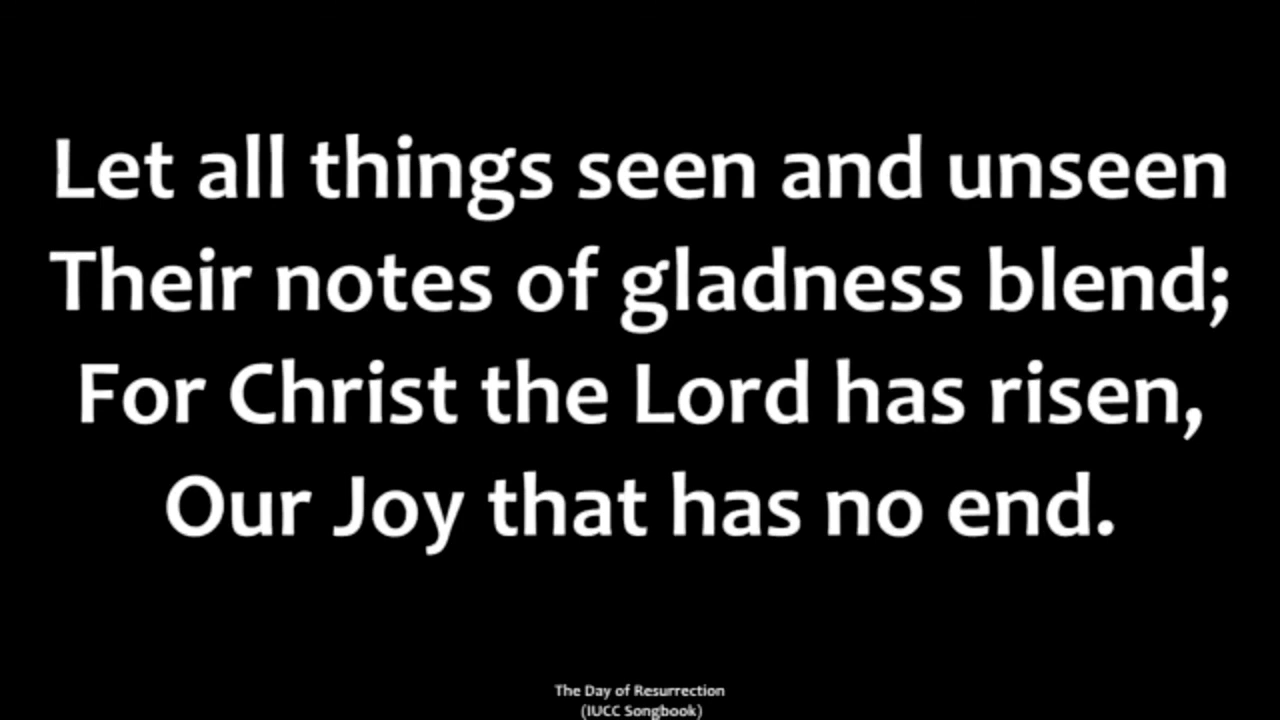 Let all things seen and unseen
Their notes of gladness blend;
For Christ the Lord has risen,
Our Joy that has no end.
The Day of Resurrection
(IUCC Songbook)